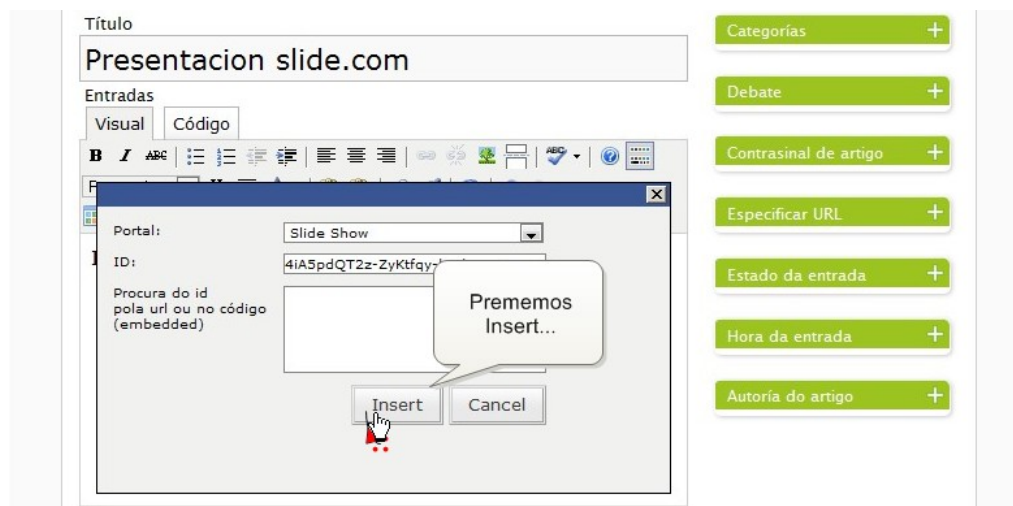 Título
Presentacion slide.com
Entradas
Visual
Código
Portal:
Slide Show
ID:
Procura do id
pola url ou no código
(embedded)
Prememos
Insert...
Insert
Cancel
Categorías
Debate
Contrasinal de artigo
Especificar URL
Estado da entrada
Hora da entrada
Autoría do artigo